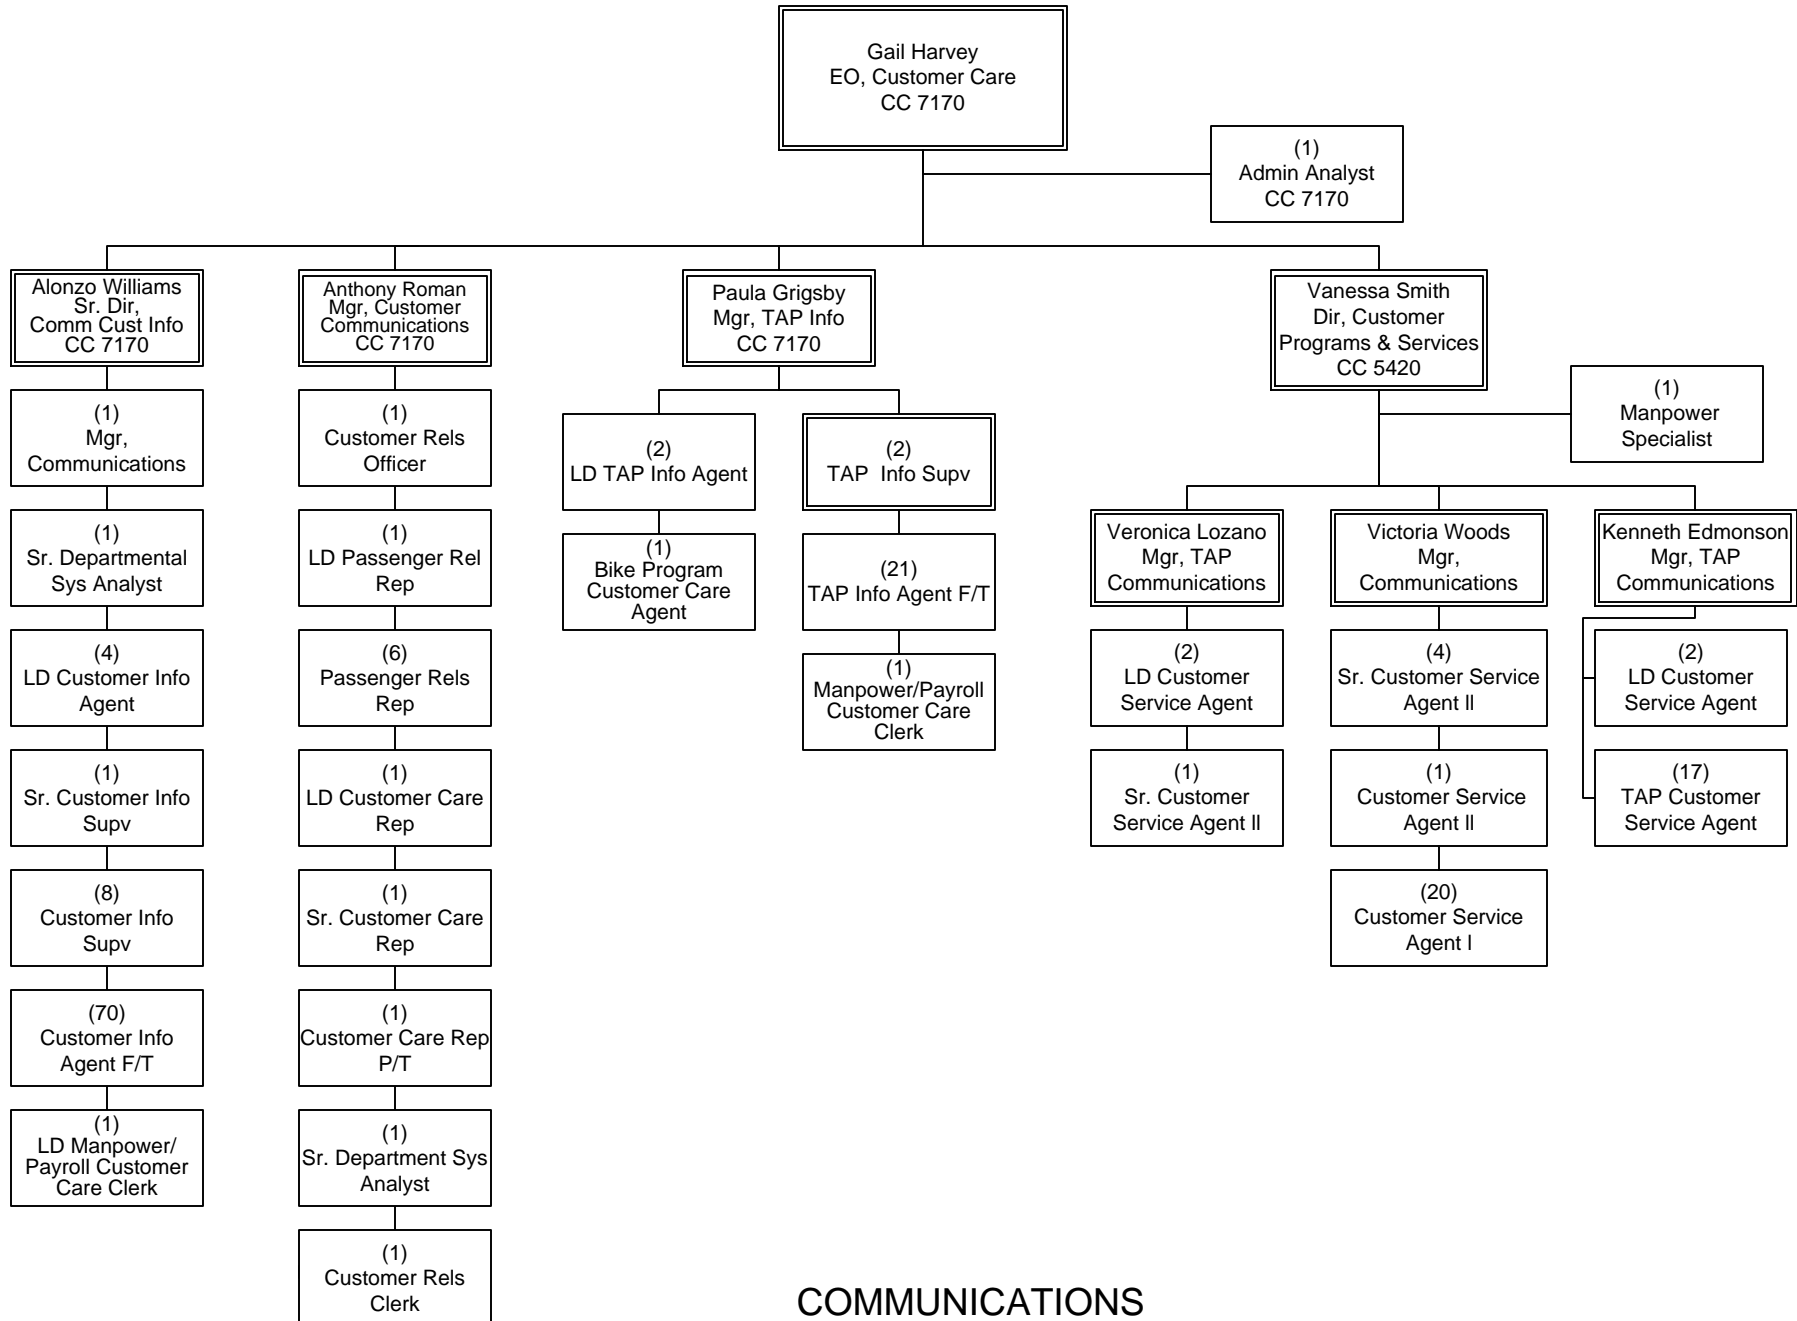 Gail Harvey
EO, Customer Care
CC 7170
(1)
Admin Analyst
CC 7170
Alonzo Williams
Sr. Dir,
Comm Cust Info
CC 7170
(1)
Mgr,
Communications
(1)
Sr. Departmental
Sys Analyst
(4)
LD Customer Info
Agent
(1)
Sr. Customer Info
Supv
(8)
Customer Info
Supv
(70)
Customer Info
Agent F/T
(1)
LD Manpower/
Payroll Customer
Care Clerk
Anthony Roman
Mgr, Customer
Communications
CC 7170
(1)
Customer Rels
Officer
(1)
LD Passenger Rel
Rep
(6)
Passenger Rels
Rep
(1)
LD Customer Care
Rep
(1)
Sr. Customer Care
Rep
(1)
Customer Care Rep
P/T
(1)
Sr. Department Sys
Analyst
(1)
Customer Rels
Clerk
Paula Grigsby
Mgr, TAP Info
CC 7170
(2)
LD TAP Info Agent
(1)
Bike Program
Customer Care
Agent
(2)
TAP  Info Supv
(21)
TAP Info Agent F/T
(1)
Manpower/Payroll
Customer Care
Clerk
Vanessa Smith
Dir, Customer
Programs & Services
CC 5420
(1)
Manpower
Specialist
Veronica Lozano
Mgr, TAP
Communications
(2)
LD Customer
Service Agent
(1)
Sr. Customer
Service Agent II
Victoria Woods
Mgr,
Communications
(4)
Sr. Customer Service
Agent II
(1)
Customer Service
Agent II
(20)
Customer Service
Agent I
Kenneth Edmonson
Mgr, TAP
Communications
(2)
LD Customer
Service Agent
(17)
TAP Customer
Service Agent
COMMUNICATIONS